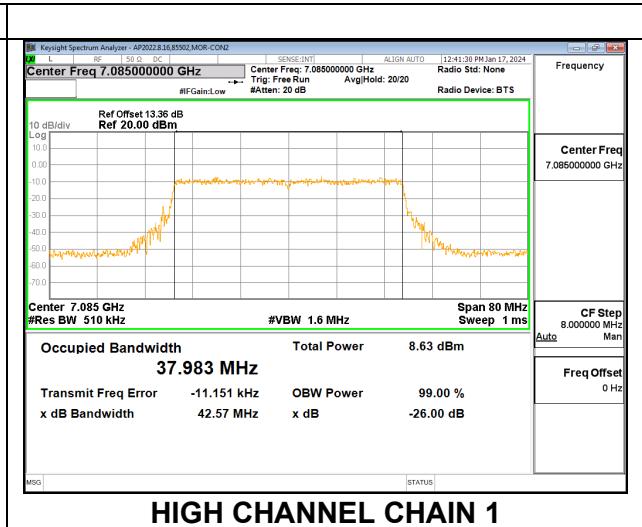 Keysight Spectrum Analyzer - AP2022.8.16,85502,MOR-CON2
L RF 50 Ω DC SENSE:INT ALIGN AUTO 12:41:30 PM Jan 17, 2024
Center Freq 7.085000000 GHz
Center Freq: 7.085000000 GHz Radio Std: None
Trig: Free Run Avg|Hold: 20/20
#IFGain:Low #Atten: 20 dB Radio Device: BTS
Frequency
Ref Offset 13.36 dB
10 dB/div Ref 20.00 dBm
Log
10.0
0.00
-10.0
-20.0
-30.0
-40.0
-50.0
-60.0
-70.0
Center Freq
7.085000000 GHz
Center 7.085 GHz Span 80 MHz
#Res BW 510 kHz #VBW 1.6 MHz Sweep 1 ms
CF Step
8.000000 MHz
Auto Man
Freq Offset
0 Hz
Occupied Bandwidth Total Power 8.63 dBm
37.983 MHz
Transmit Freq Error -11.151 kHz OBW Power 99.00 %
x dB Bandwidth 42.57 MHz x dB -26.00 dB
MSG STATUS
HIGH CHANNEL CHAIN 1